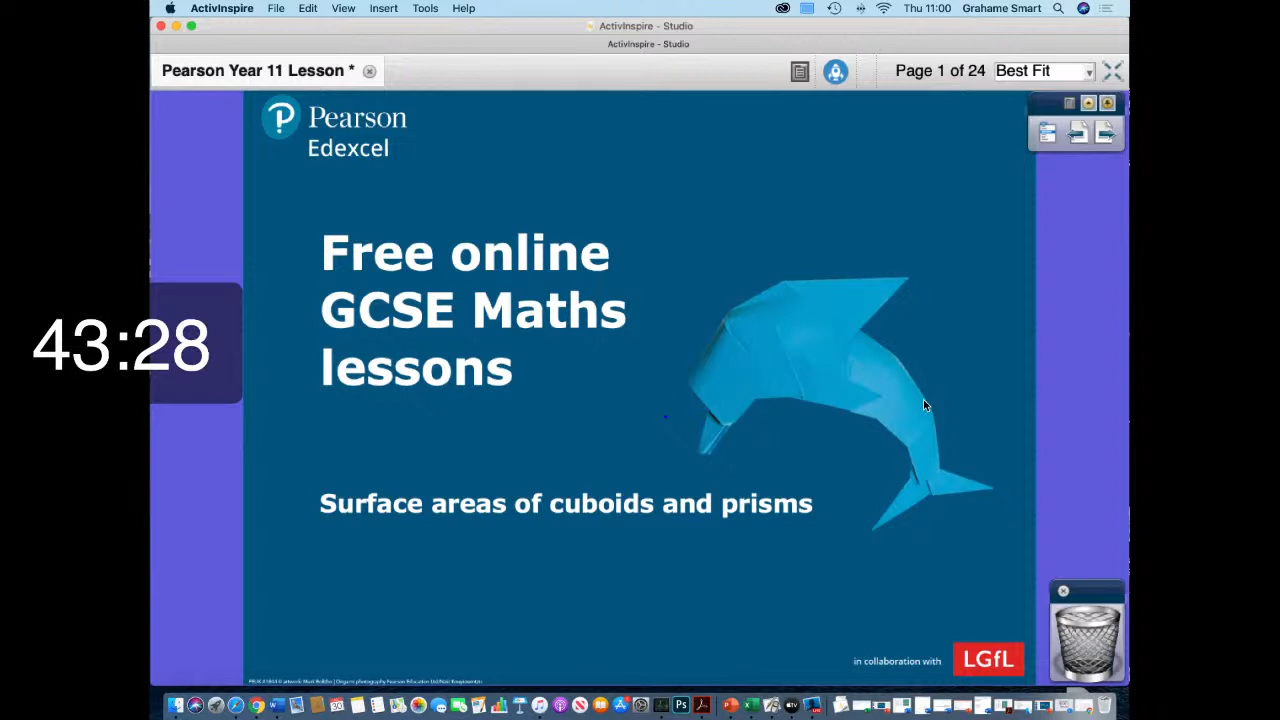 ActivInspire File Edit View Insert Tools Help Thu 11:00 Grahame Smart
ActivInspire - Studio
ActivInspire - Studio
Pearson Year 11 Lesson * Page 1 of 24 Best Fit
Pearson
Edexcel
Free online
GCSE Maths
lessons
43:28
Surface areas of cuboids and prisms
in collaboration with LGfL